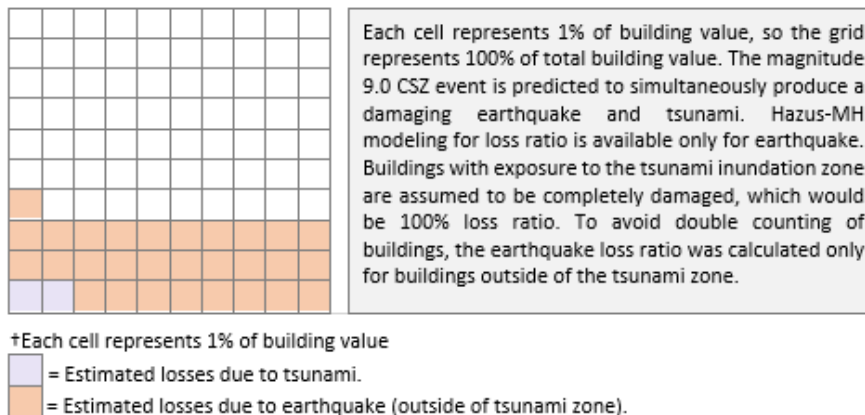 Each cell represents 1% of building value, so the grid
represents 100% of total building value. The magnitude
9.0 CSZ event is predicted to simultaneously produce a
damaging earthquake and tsunami. Hazus-MH
modeling for loss ratio is available only for earthquake.
Buildings with exposure to the tsunami inundation zone
are assumed to be completely damaged, which would
be 100% loss ratio. To avoid double counting of
buildings, the earthquake loss ratio was calculated only
for buildings outside of the tsunami zone.
†Each cell represents 1% of building value
= Estimated losses due to tsunami.
= Estimated losses due to earthquake (outside of tsunami zone).